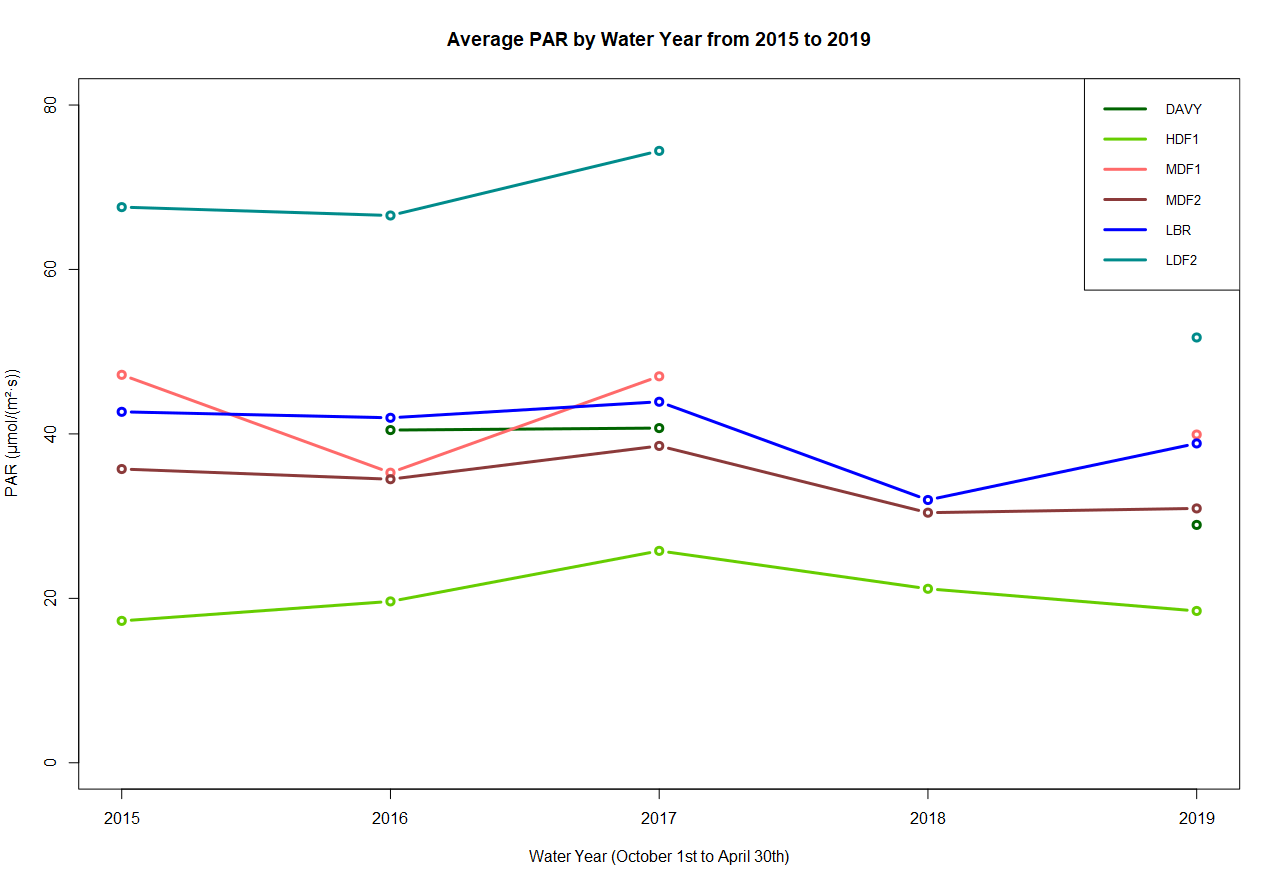 Average PAR by Water Year from 2015 to 2019
80
60
40
20
0
PAR (µmol/(m²·s))
DAVY
HDF1
MDF1
MDF2
LBR
LDF2
2015 2016 2017 2018 2019
Water Year (October 1st to April 30th)